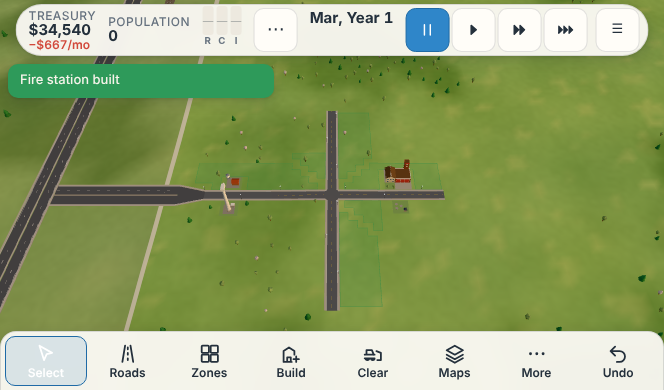 TREASURY
$34,540
−$667/mo
POPULATION
0
R C I
Mar, Year 1
Fire station built
Select
Roads
Zones
Build
Clear
Maps
More
Undo